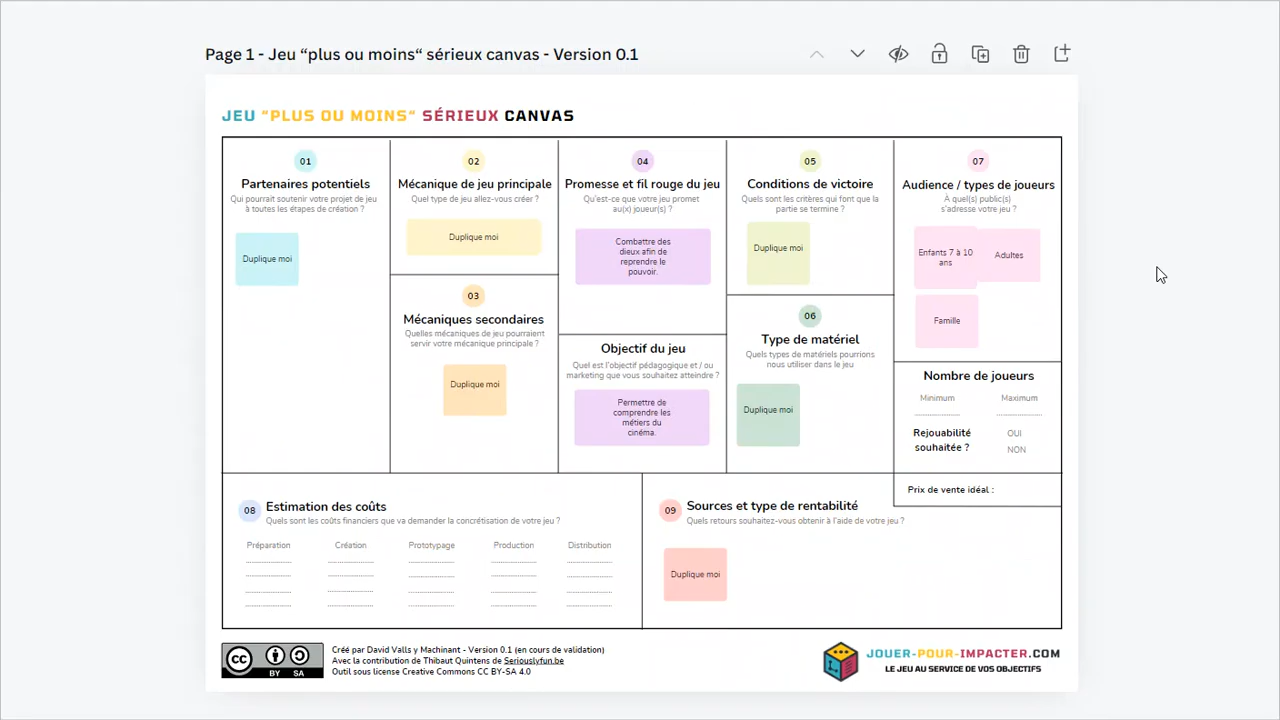 Page 1 - Jeu “plus ou moins“ sérieux canvas - Version 0.1
JEU “PLUS OU MOINS“ SÉRIEUX CANVAS
01
Partenaires potentiels
Qui pourrait soutenir votre projet de jeu
à toutes les étapes de création ?
Duplique moi
02
Mécanique de jeu principale
Quel type de jeu allez-vous créer ?
Duplique moi
03
Mécaniques secondaires
Quelles mécaniques de jeu pourraient
servir votre mécanique principale ?
Duplique moi
04
Promesse et fil rouge du jeu
Qu'est-ce que votre jeu promet
au(x) joueur(s) ?
Combattre des
dieux afin de
reprendre le
pouvoir.
Objectif du jeu
Quel est l'objectif pédagogique et / ou
marketing que vous souhaitez atteindre ?
Permettre de
comprendre les
métiers du
cinéma.
05
Conditions de victoire
Quels sont les critères qui font que la
partie se termine ?
Duplique moi
06
Type de matériel
Quels types de matériels pourrions
nous utiliser dans le jeu
Duplique moi
07
Audience / types de joueurs
À quel(s) public(s)
s'adresse votre jeu ?
Enfants 7 à 10
ans
Adultes
Famille
Nombre de joueurs
Minimum Maximum
Rejouabilité
souhaitée ?
OUI
NON
Prix de vente idéal :
08
Estimation des coûts
Quels sont les coûts financiers que va demander la concrétisation de votre jeu ?
Préparation Création Prototypage Production Distribution
09
Sources et type de rentabilité
Quels retours souhaitez-vous obtenir à l'aide de votre jeu ?
Duplique moi
CC BY SA
Créé par David Valls y Machinant - Version 0.1 (en cours de validation)
Avec la contribution de Thibaut Quintens de Seriouslyfun.be
Outil sous license Creative Commons CC BY-SA 4.0
JOUER-POUR-IMPACTER.COM
LE JEU AU SERVICE DE VOS OBJECTIFS